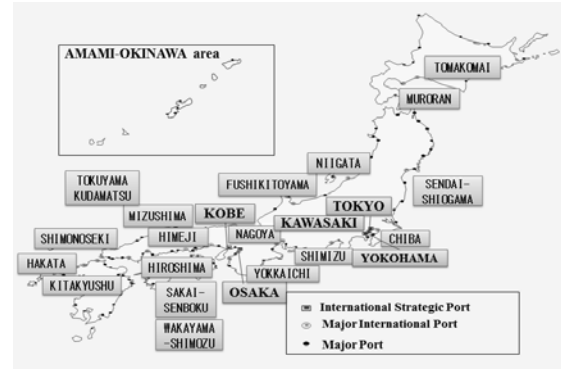 AMAMI-OKINAWA area
TOMAKOMAI
MURORAN
NIIGATA
TOKUYAMA
KUDAMATSU
FUSHIKITOYAMA
SENDAI-
SHIOGAMA
TOKYO
MIZUSHIMA
KOBE
KAWASAKI
SHIMONOSEKI
HIMEJI
NAGOYA
CHIBA
HAKATA
HIROSHIMA
SHIMIZU
YOKOHAMA
YOKKAICHI
KITAKYUSHU
SAKAI-
SENBOKU
OSAKA
WAKAYAMA
-SHIMOZU
International Strategic Port
Major International Port
Major Port